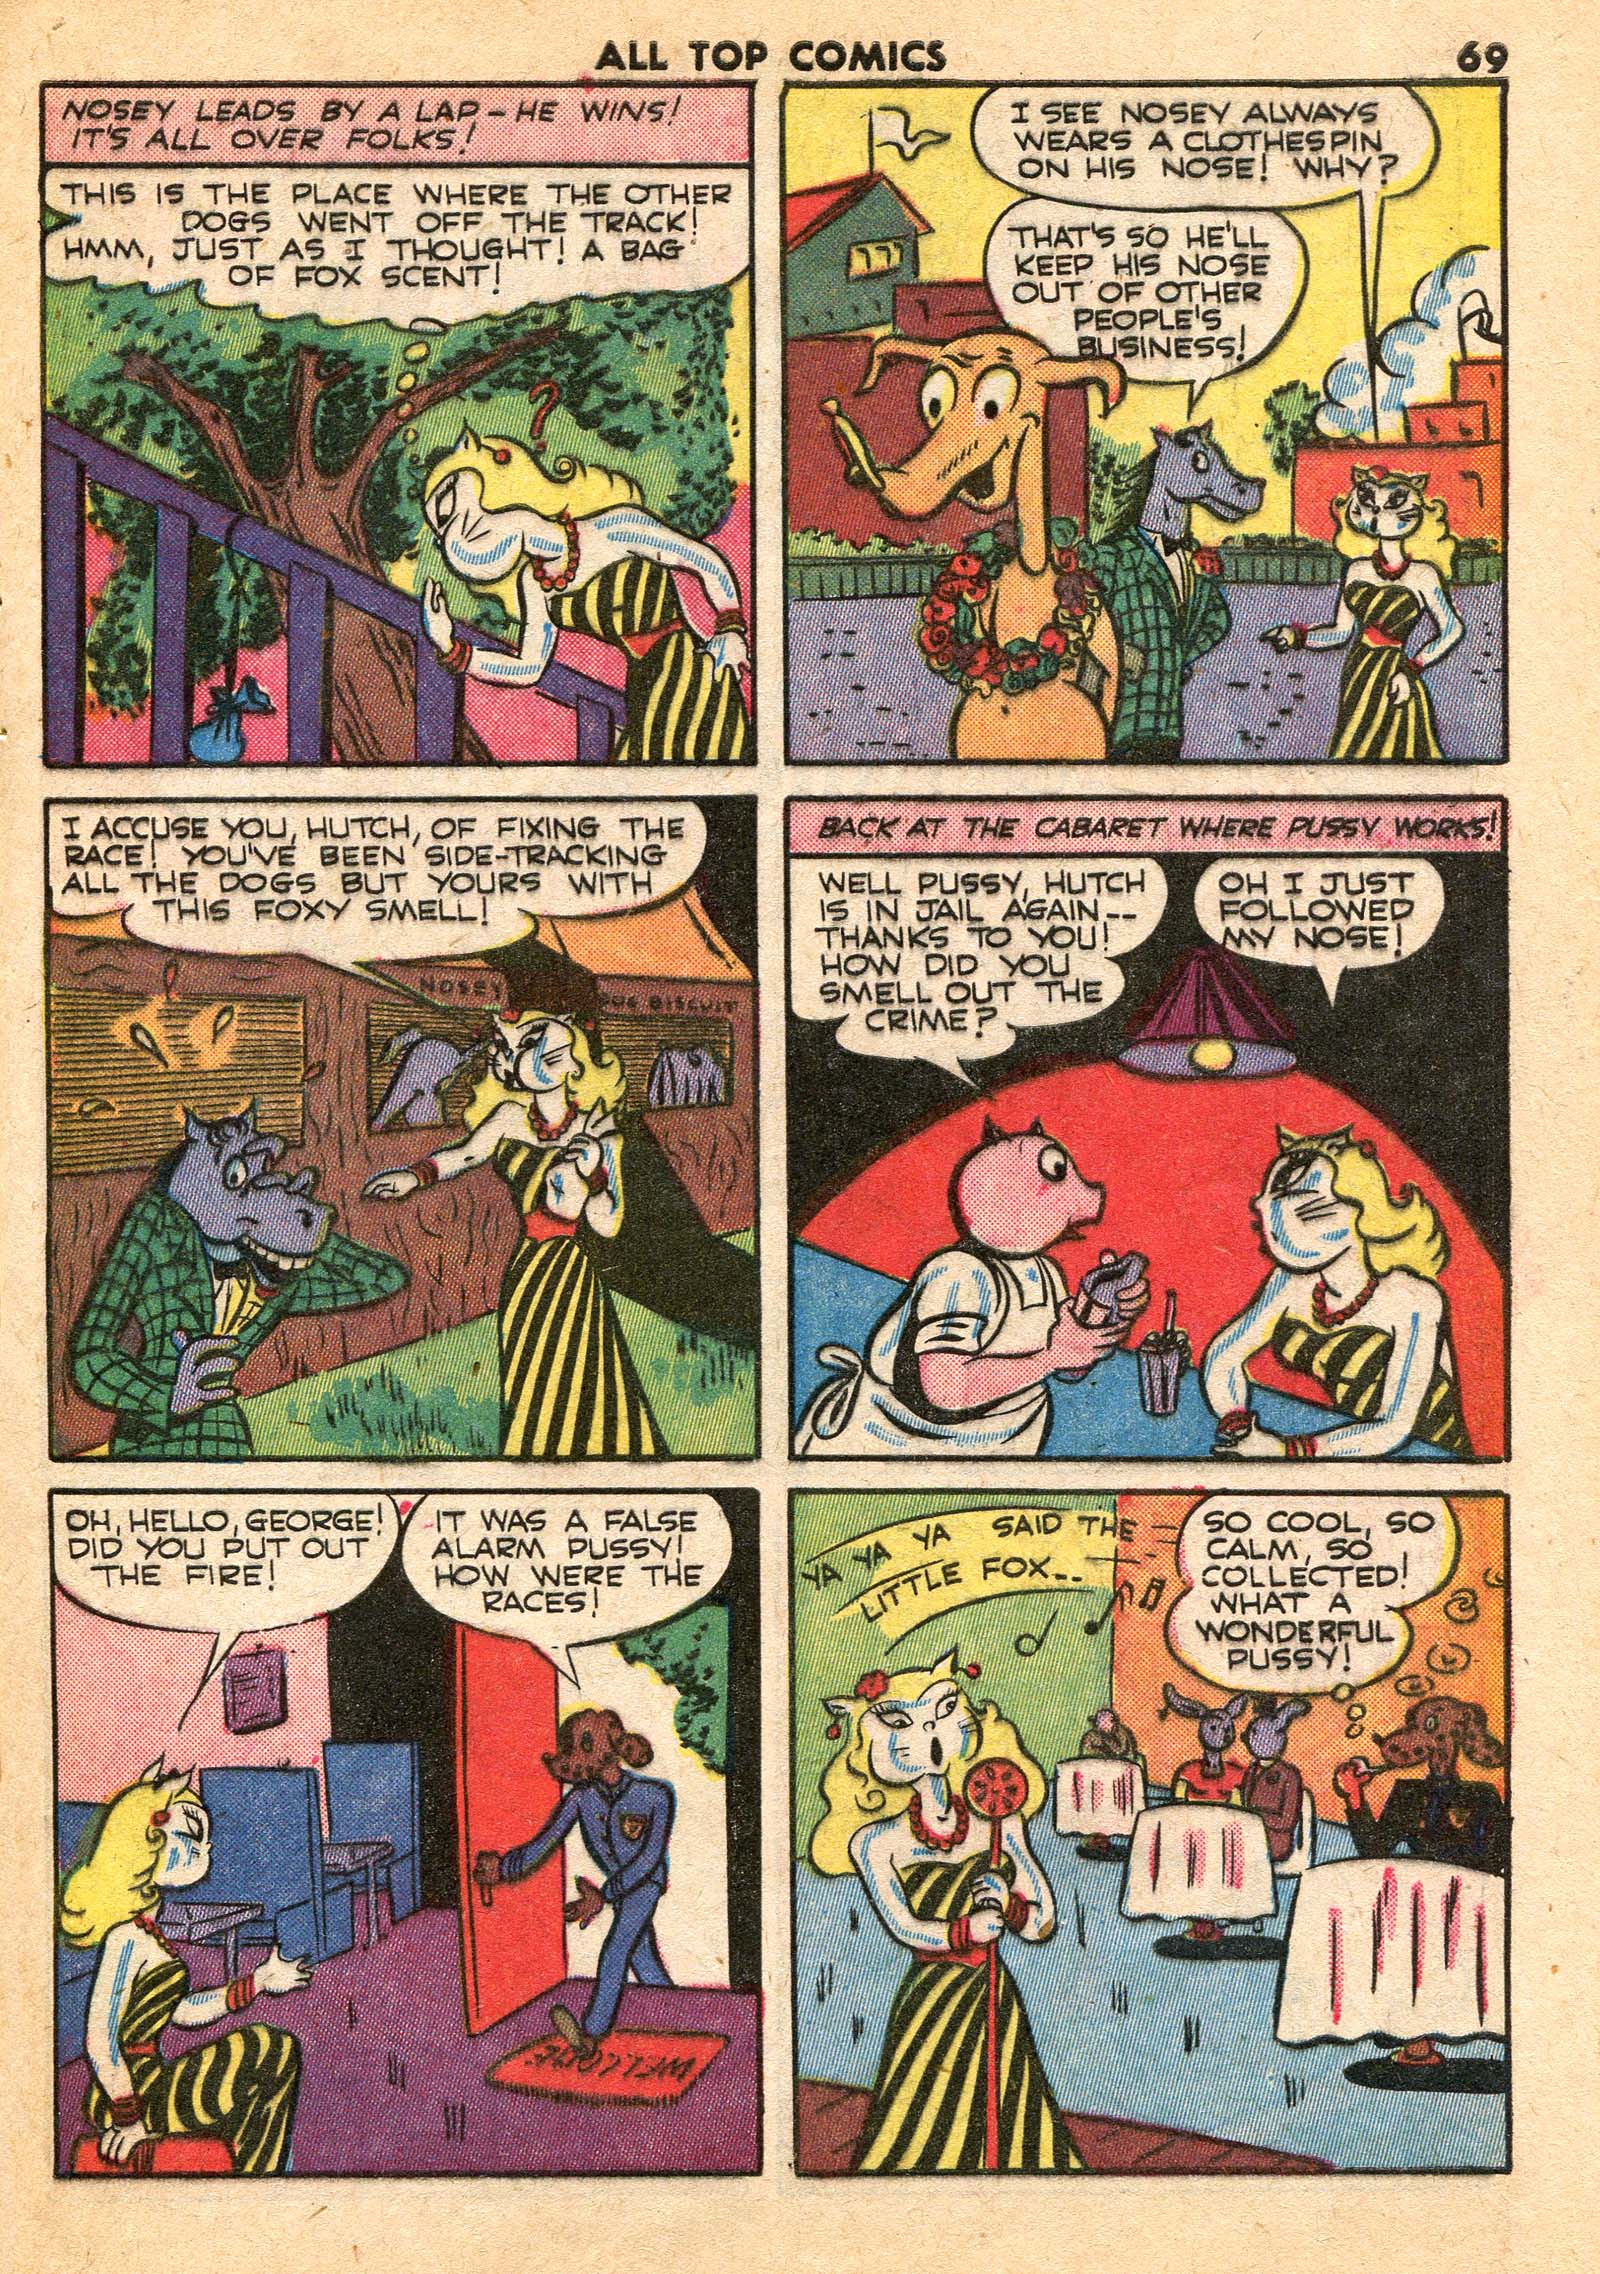 ALL TOP COMICS
69
NOSEY LEADS BY A LAP - HE WINS!
IT'S ALL OVER FOLKS!
THIS IS THE PLACE WHERE THE OTHER
DOGS WENT OFF THE TRACK!
HMM, JUST AS I THOUGHT! A BAG
OF FOX SCENT!
?
I SEE NOSEY ALWAYS
WEARS A CLOTHESPIN
ON HIS NOSE! WHY?
THAT'S SO HE'LL
KEEP HIS NOSE
OUT OF OTHER
PEOPLE'S
BUSINESS!
I ACCUSE YOU, HUTCH, OF FIXING THE
RACE! YOU'VE BEEN SIDE-TRACKING
ALL THE DOGS BUT YOURS WITH
THIS FOXY SMELL!
NOSEY
BISCUIT
BACK AT THE CABARET WHERE PUSSY WORKS!
WELL PUSSY, HUTCH
IS IN JAIL AGAIN--
THANKS TO YOU!
HOW DID YOU
SMELL OUT THE
CRIME?
OH I JUST
FOLLOWED
MY NOSE!
OH, HELLO, GEORGE!
DID YOU PUT OUT
THE FIRE!
IT WAS A FALSE
ALARM PUSSY!
HOW WERE THE
RACES!
WELCOME
YA YA YA SAID THE
LITTLE FOX--
SO COOL, SO
CALM, SO
COLLECTED!
WHAT A
WONDERFUL
PUSSY!